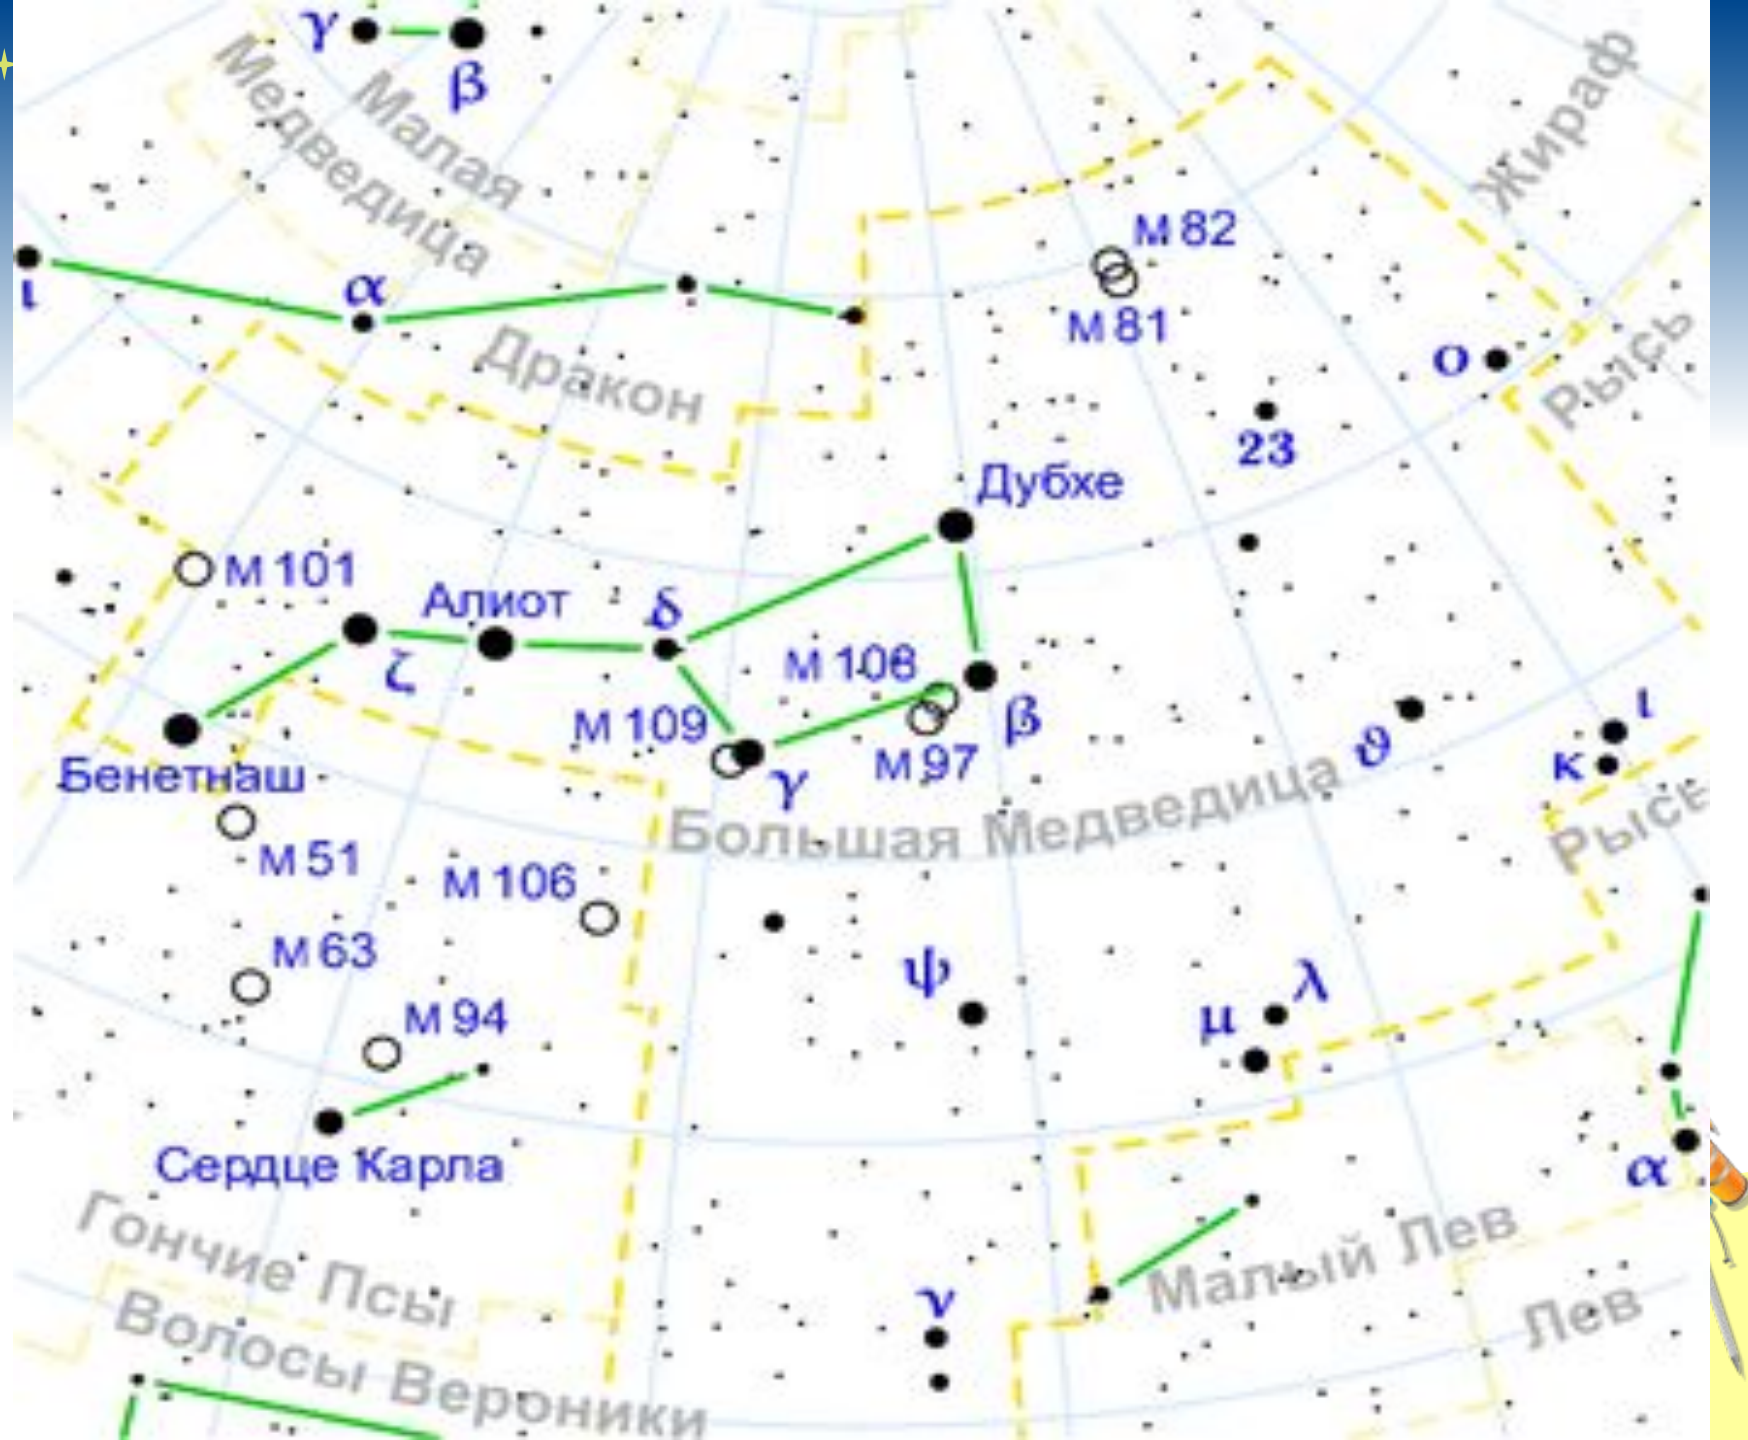 γ
β
Малая
Медведица
Жираф
M 82
ι
α
M 81
Дракон
ο
Рысь
23
Дубхе
M 101
Алиот
δ
ζ
M 108
β
M 109
M 97
γ
Бенетнаш
ϑ
ι
κ
Большая Медведица
Рысь
M 51
M 106
M 63
ψ
λ
μ
M 94
Сердце Карла
α
Гончие Псы
Малый Лев
ν
Лев
Волосы Вероники